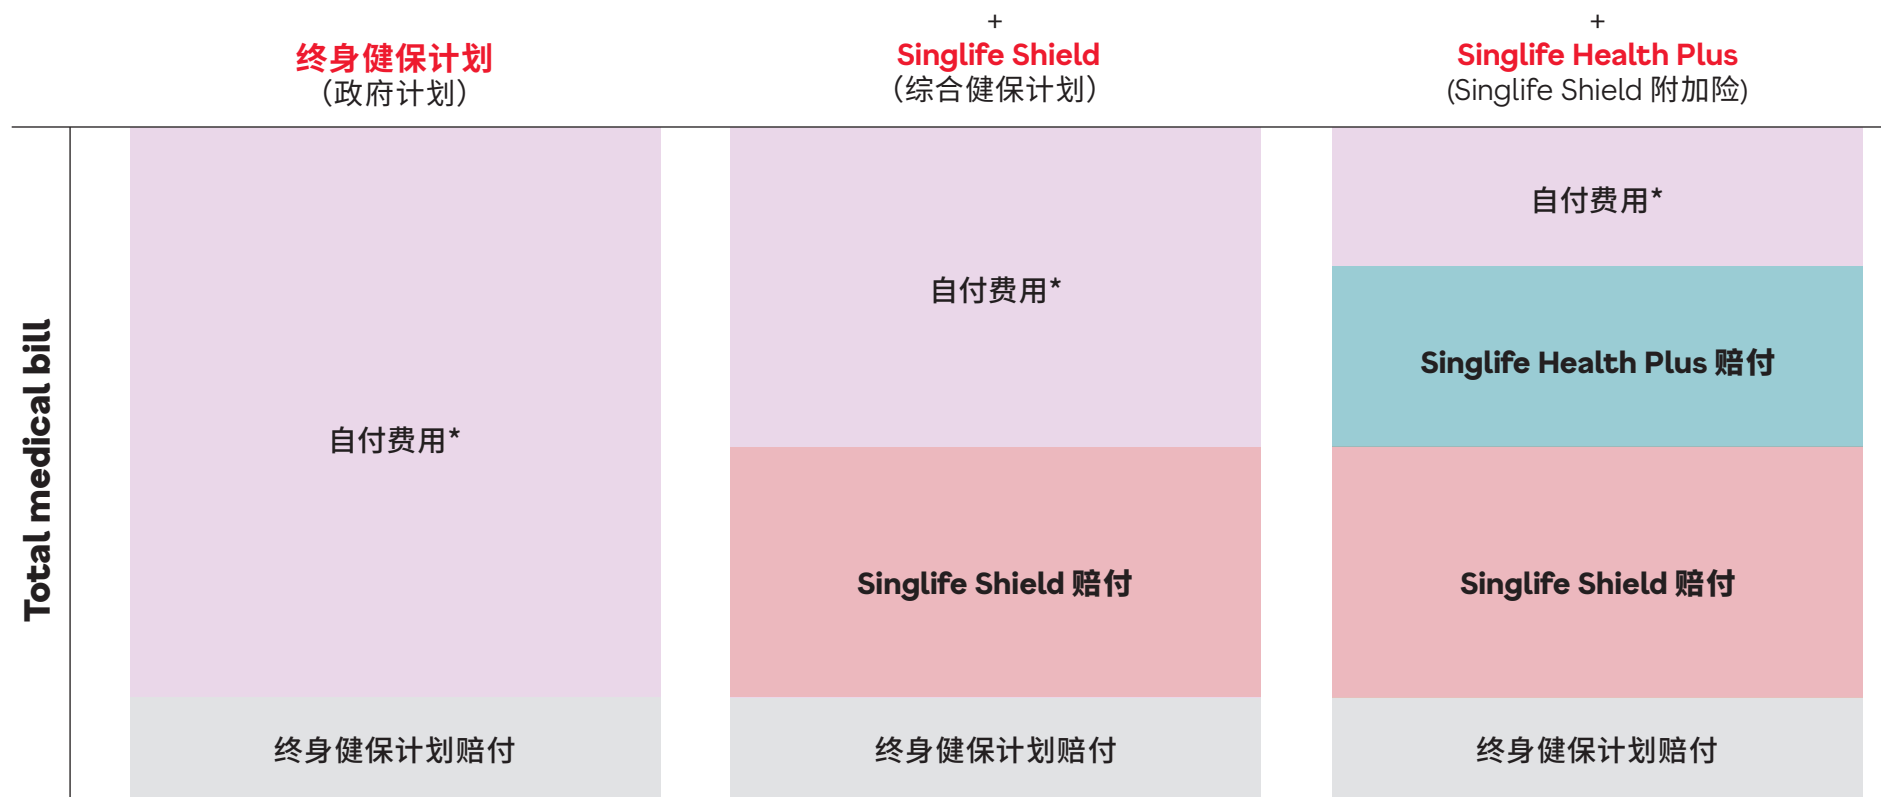 终身健保计划
（政府计划）
+
Singlife Shield
（综合健保计划）
+
Singlife Health Plus
(Singlife Shield 附加险)
Total medical bill
自付费用*
终身健保计划赔付
自付费用*
Singlife Shield 赔付
终身健保计划赔付
自付费用*
Singlife Health Plus 赔付
Singlife Shield 赔付
终身健保计划赔付